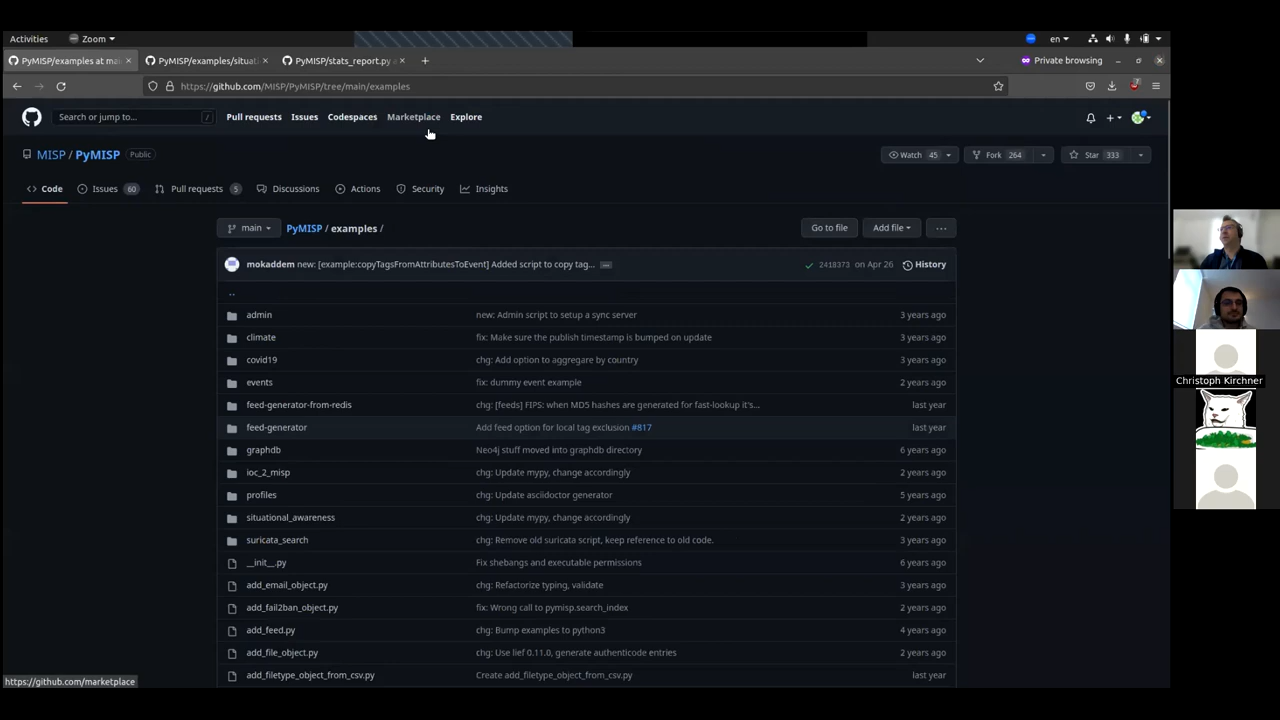 Activities Zoom en
PyMISP/examples at mai PyMISP/examples/situat PyMISP/stats_report.py a Private browsing
https://github.com/MISP/PyMISP/tree/main/examples 7
Search or jump to... / Pull requests Issues Codespaces Marketplace Explore
MISP / PyMISP Public Watch 45 Fork 264 Star 333
Code Issues 60 Pull requests 5 Discussions Actions Security Insights
main PyMISP / examples / Go to file Add file ...
mokaddem new: [example:copyTagsFromAttributesToEvent] Added script to copy tag... 2418373 on Apr 26 History
..
admin new: Admin script to setup a sync server 3 years ago
climate fix: Make sure the publish timestamp is bumped on update 3 years ago
covid19 chg: Add option to aggregare by country 3 years ago
Christoph Kirchner
events fix: dummy event example 2 years ago
feed-generator-from-redis chg: [feeds] FIPS: when MD5 hashes are generated for fast-lookup it's... last year
feed-generator Add feed option for local tag exclusion #817 last year
graphdb Neo4j stuff moved into graphdb directory 6 years ago
ioc_2_misp chg: Update mypy, change accordingly 2 years ago
profiles chg: Update asciidoctor generator 5 years ago
situational_awareness chg: Update mypy, change accordingly 2 years ago
suricata_search chg: Remove old suricata script, keep reference to old code. 3 years ago
__init__.py Fix shebangs and executable permissions 6 years ago
add_email_object.py chg: Refactorize typing, validate 3 years ago
add_fail2ban_object.py fix: Wrong call to pymisp.search_index 2 years ago
add_feed.py chg: Bump examples to python3 4 years ago
add_file_object.py chg: Use lief 0.11.0, generate authenticode entries 2 years ago
add_filetype_object_from_csv.py Create add_filetype_object_from_csv.py last year
https://github.com/marketplace